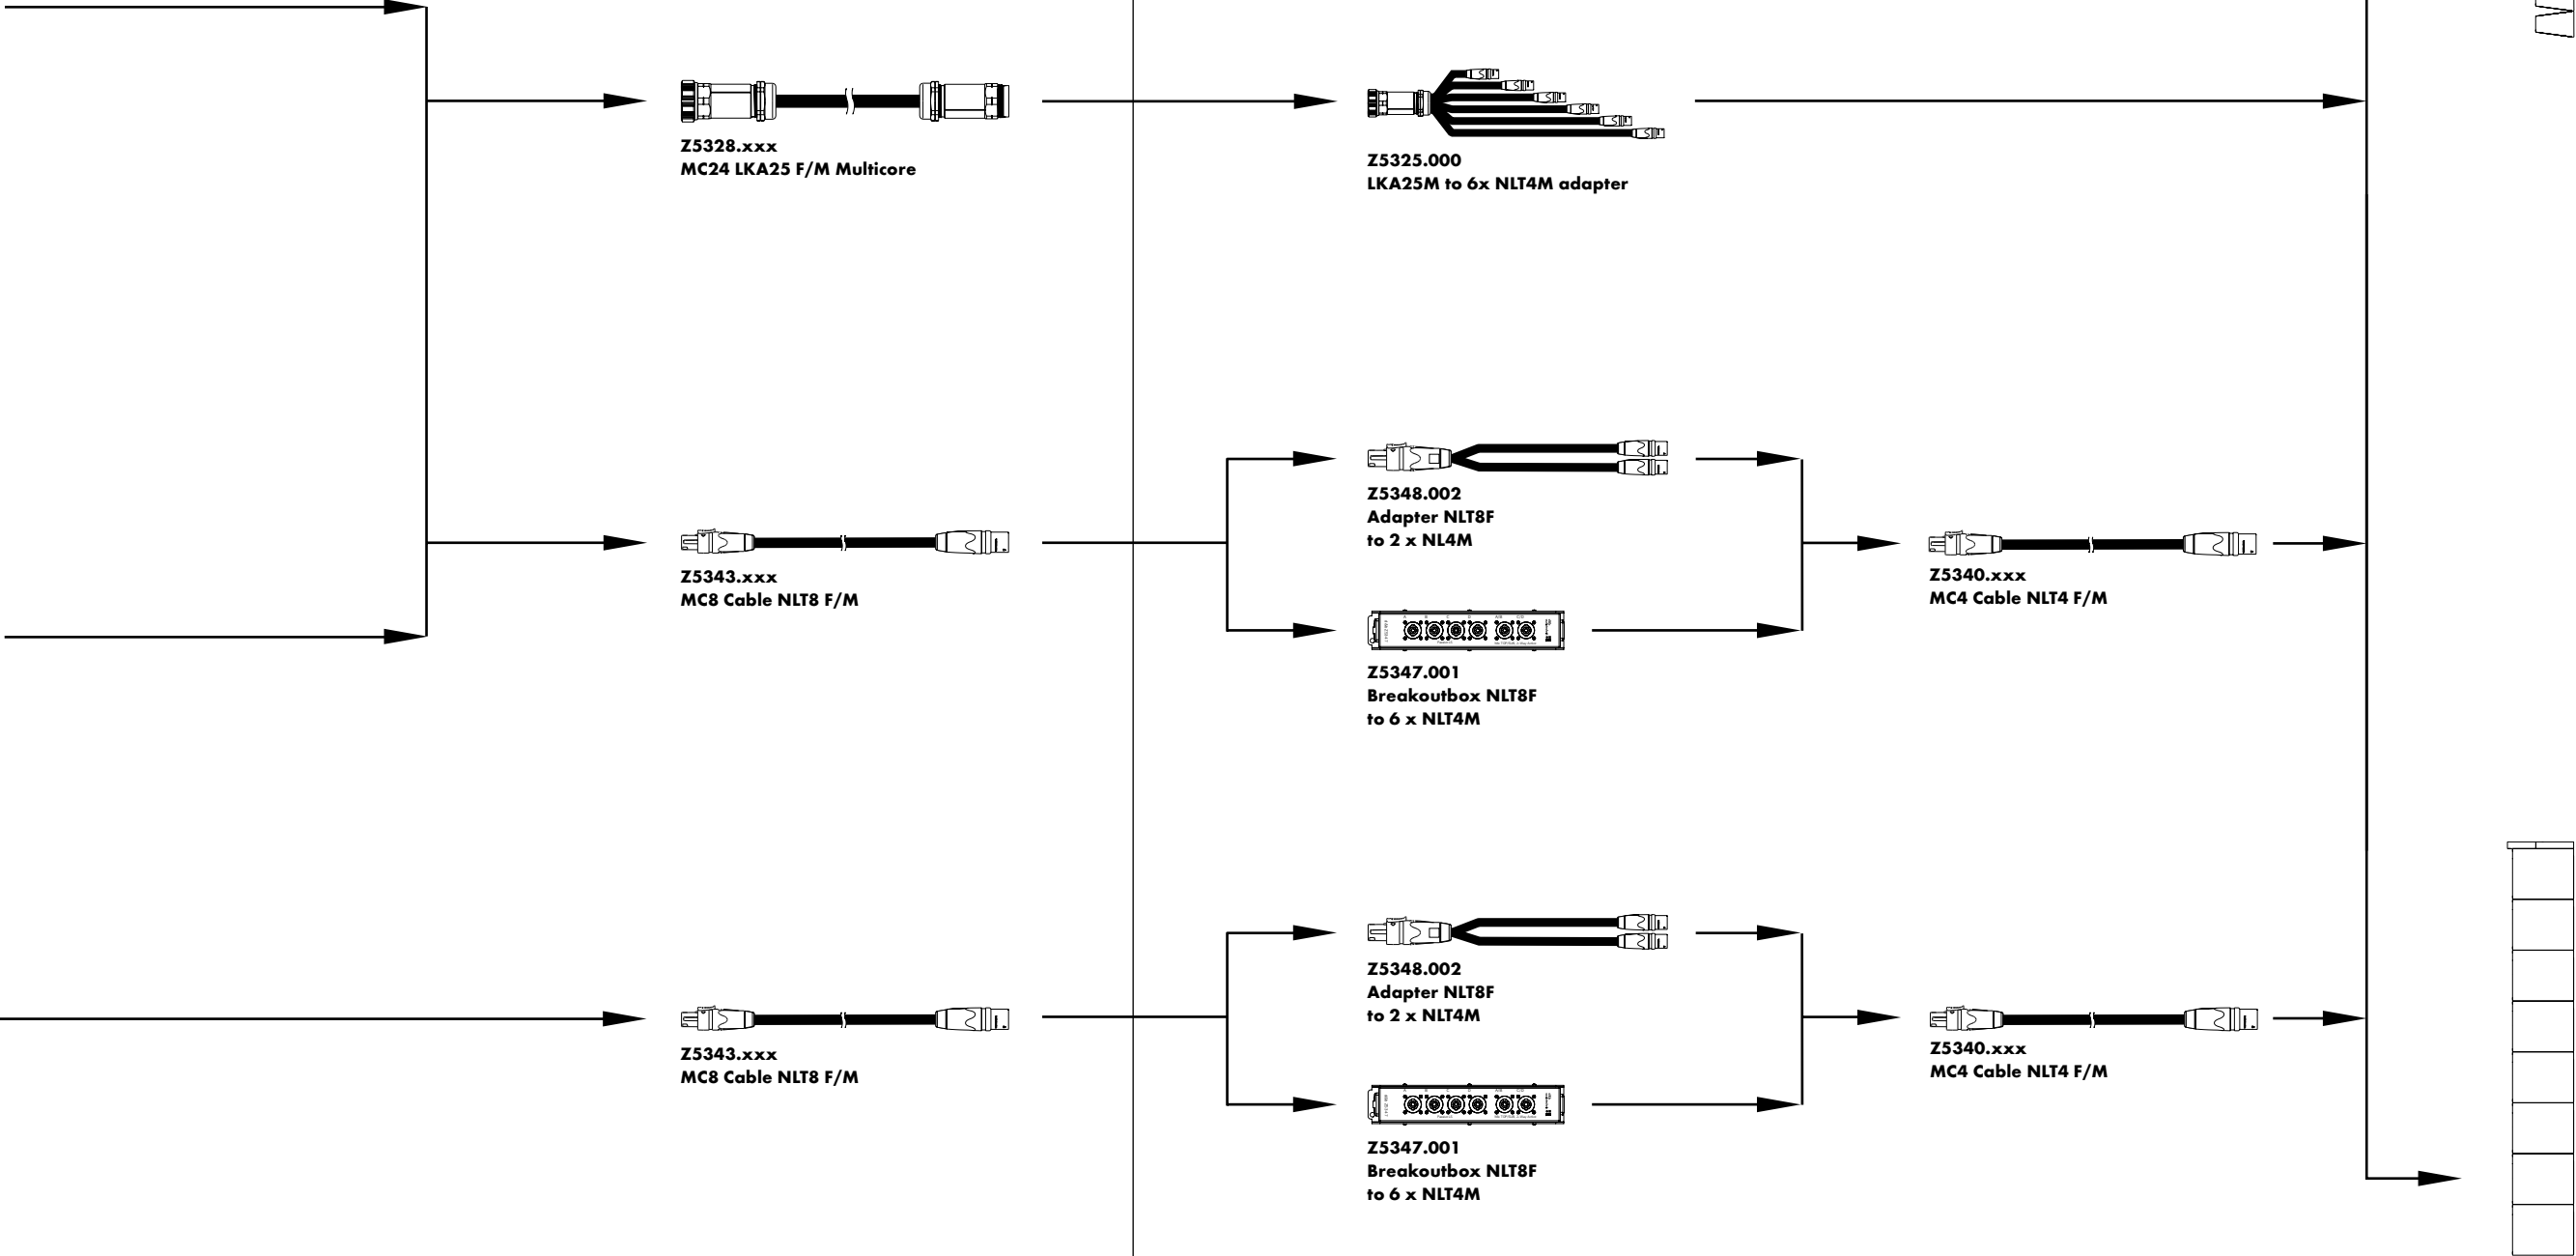 Z5328.xxx
MC24 LKA25 F/M Multicore
Z5325.000
LKA25M to 6x NLT4M adapter
Z5343.xxx
MC8 Cable NLT8 F/M
Z5348.002
Adapter NLT8F
to 2 x NL4M
Z5347.001
Breakoutbox NLT8F
to 6 x NLT4M
Z5340.xxx
MC4 Cable NLT4 F/M
Z5343.xxx
MC8 Cable NLT8 F/M
Z5348.002
Adapter NLT8F
to 2 x NLT4M
Z5347.001
Breakoutbox NLT8F
to 6 x NLT4M
Z5340.xxx
MC4 Cable NLT4 F/M